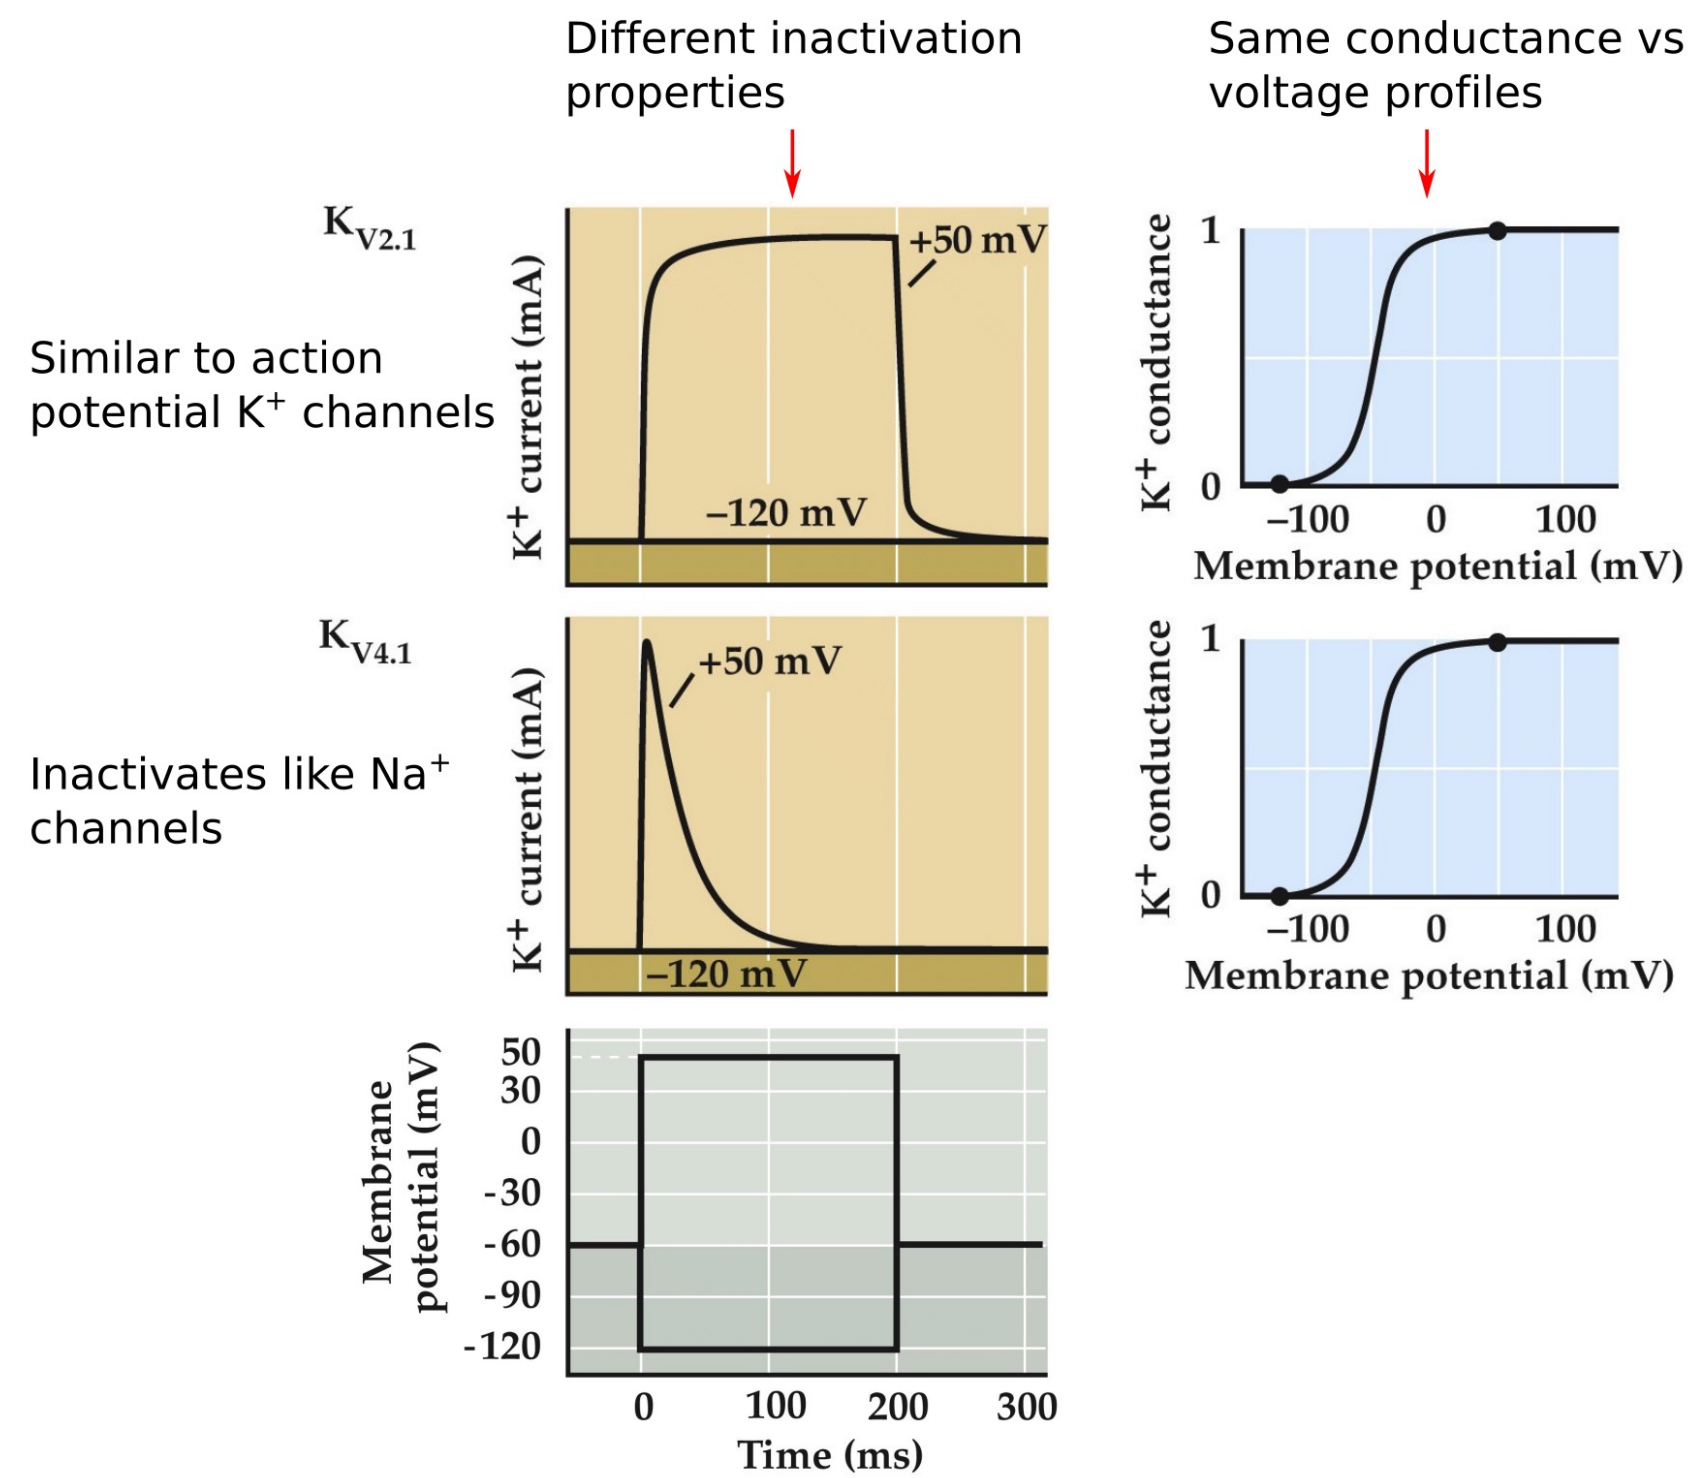 Different inactivation
properties
Same conductance vs
voltage profiles
K_V2.1
Similar to action
potential K⁺ channels
K⁺ current (mA)
+50 mV
–120 mV
K⁺ conductance
1
0
–100 0 100
Membrane potential (mV)
K_V4.1
Inactivates like Na⁺
channels
K⁺ current (mA)
+50 mV
–120 mV
K⁺ conductance
1
0
–100 0 100
Membrane potential (mV)
Membrane
potential (mV)
50
30
0
-30
-60
-90
-120
0 100 200 300
Time (ms)